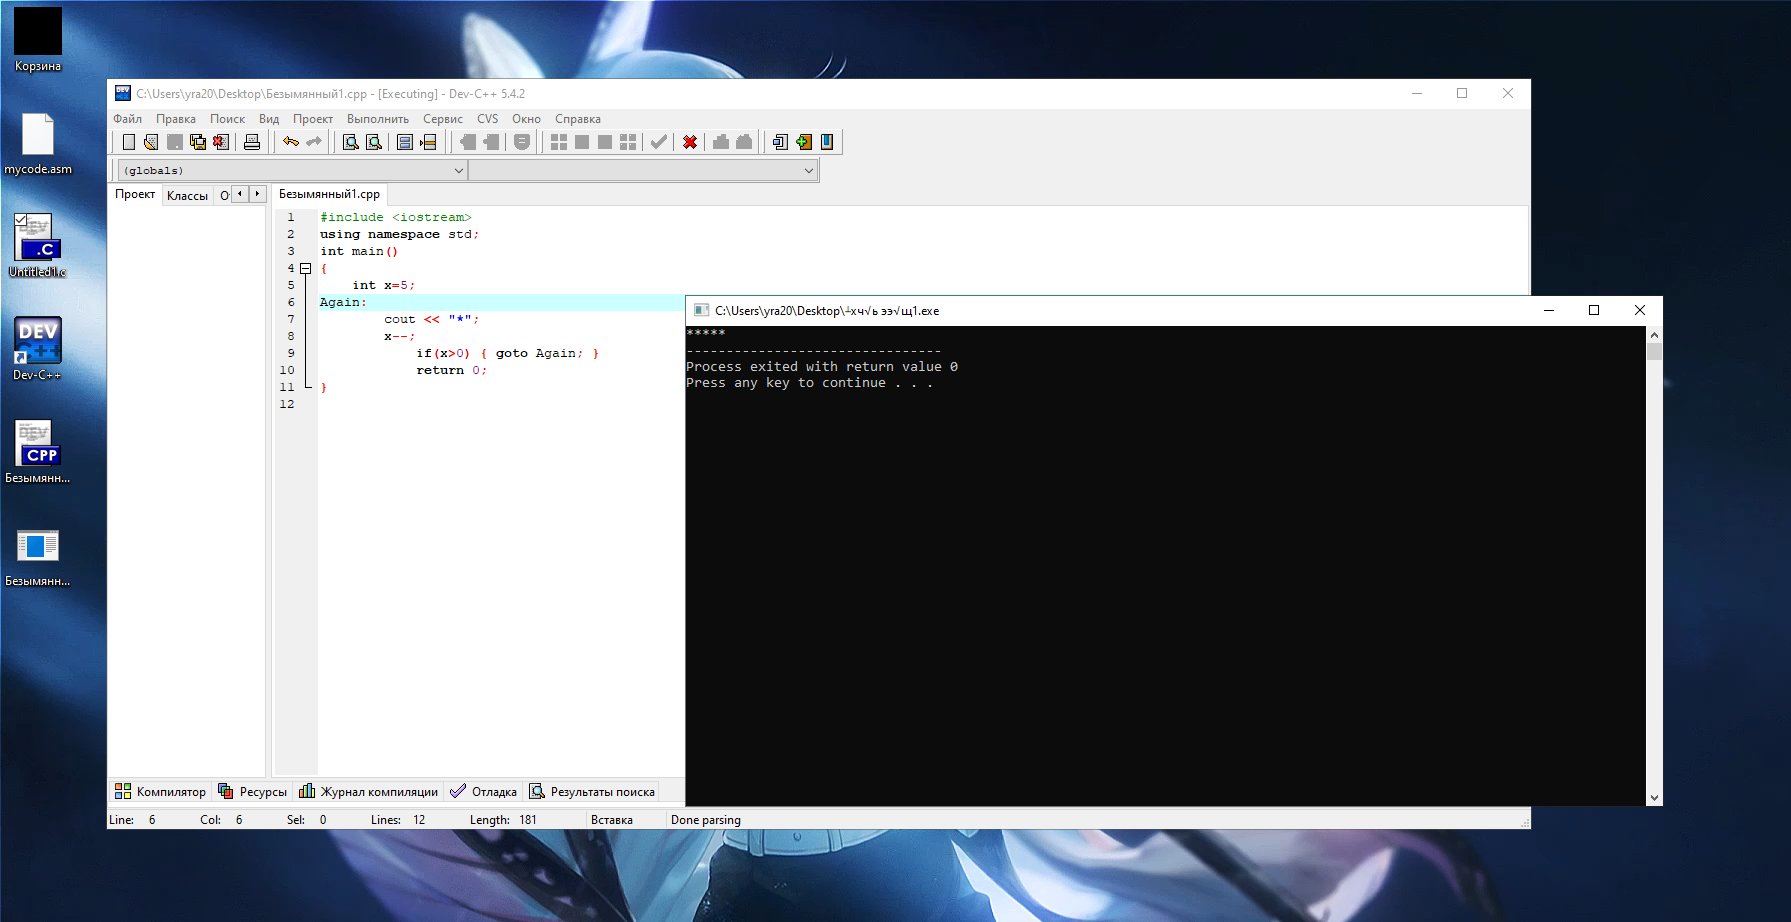 Корзина
mycode.asm
Untitled1.c
Dev-C++
Безымянн...
Безымянн...
C:\Users\yra20\Desktop\Безымянный1.cpp - [Executing] - Dev-C++ 5.4.2
Файл Правка Поиск Вид Проект Выполнить Сервис CVS Окно Справка
(globals)
Проект Классы О
Безымянный1.cpp
1 #include <iostream>
2 using namespace std;
3 int main()
4 {
5 int x=5;
6 Again:
7 cout << "*";
8 x--;
9 if(x>0) { goto Again; }
10 return 0;
11 }
12
C:\Users\yra20\Desktop\┴хч√ь ээ√щ1.exe
*****
--------------------------------
Process exited with return value 0
Press any key to continue . . .
Компилятор Ресурсы Журнал компиляции Отладка Результаты поиска
Line: 6 Col: 6 Sel: 0 Lines: 12 Length: 181 Вставка Done parsing
DEV
.C
DEV
C++
DEV
CPP
DEV